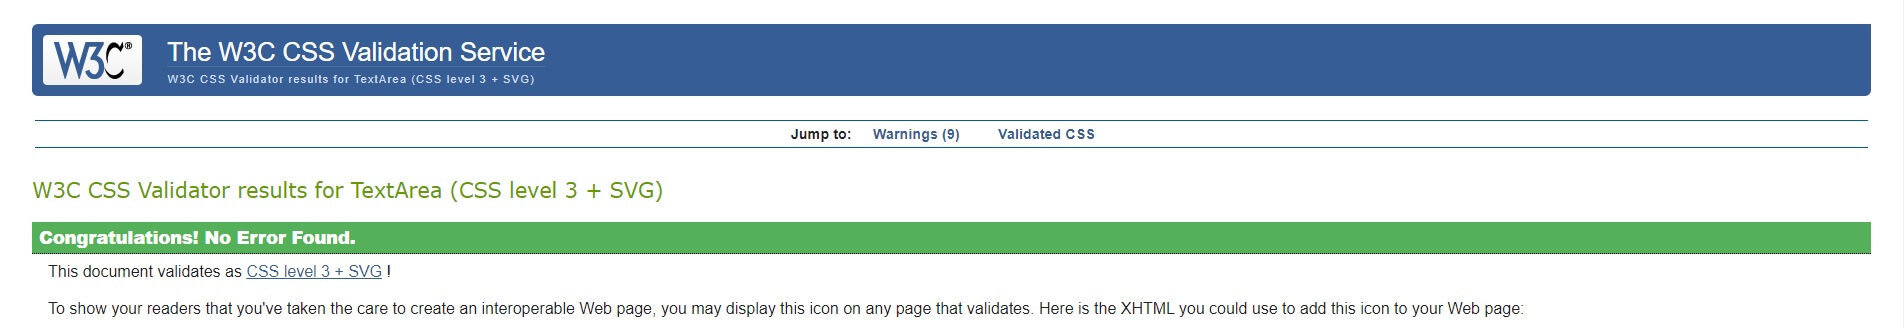 W3C®
The W3C CSS Validation Service
W3C CSS Validator results for TextArea (CSS level 3 + SVG)
Jump to: Warnings (9) Validated CSS
W3C CSS Validator results for TextArea (CSS level 3 + SVG)
Congratulations! No Error Found.
This document validates as CSS level 3 + SVG !
To show your readers that you've taken the care to create an interoperable Web page, you may display this icon on any page that validates. Here is the XHTML you could use to add this icon to your Web page: